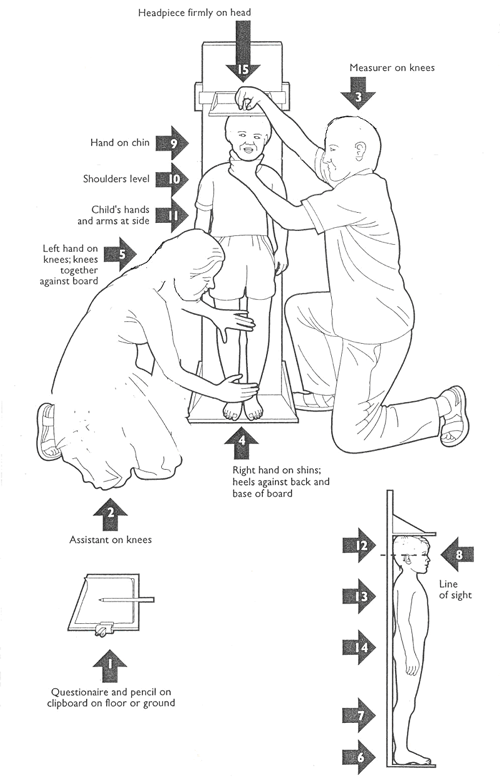 Headpiece firmly on head
15
Measurer on knees
3
Hand on chin
9
Shoulders level
10
Child's hands
and arms at side
11
Left hand on
knees; knees
together
against board
5
4
Right hand on shins;
heels against back and
base of board
2
Assistant on knees
12
8
Line
of sight
13
14
1
Questionaire and pencil on
clipboard on floor or ground
7
6